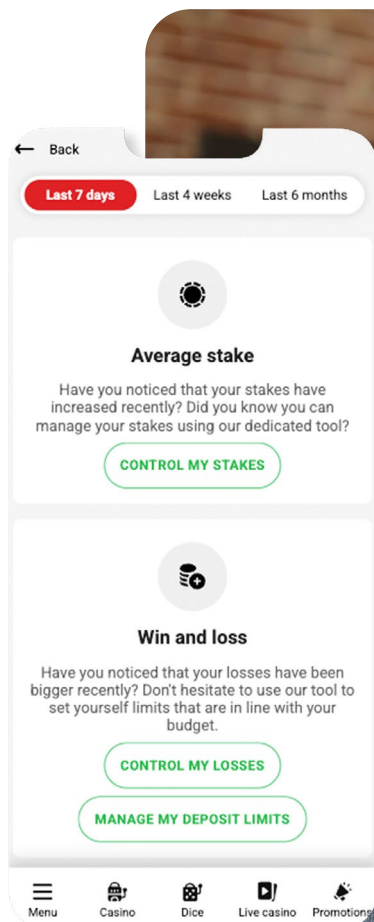 Back
Last 7 days Last 4 weeks Last 6 months
Average stake
Have you noticed that your stakes have
increased recently? Did you know you can
manage your stakes using our dedicated tool?
CONTROL MY STAKES
Win and loss
Have you noticed that your losses have been
bigger recently? Don't hesitate to use our tool to
set yourself limits that are in line with your
budget.
CONTROL MY LOSSES
MANAGE MY DEPOSIT LIMITS
Menu Casino Dice Live casino Promotions